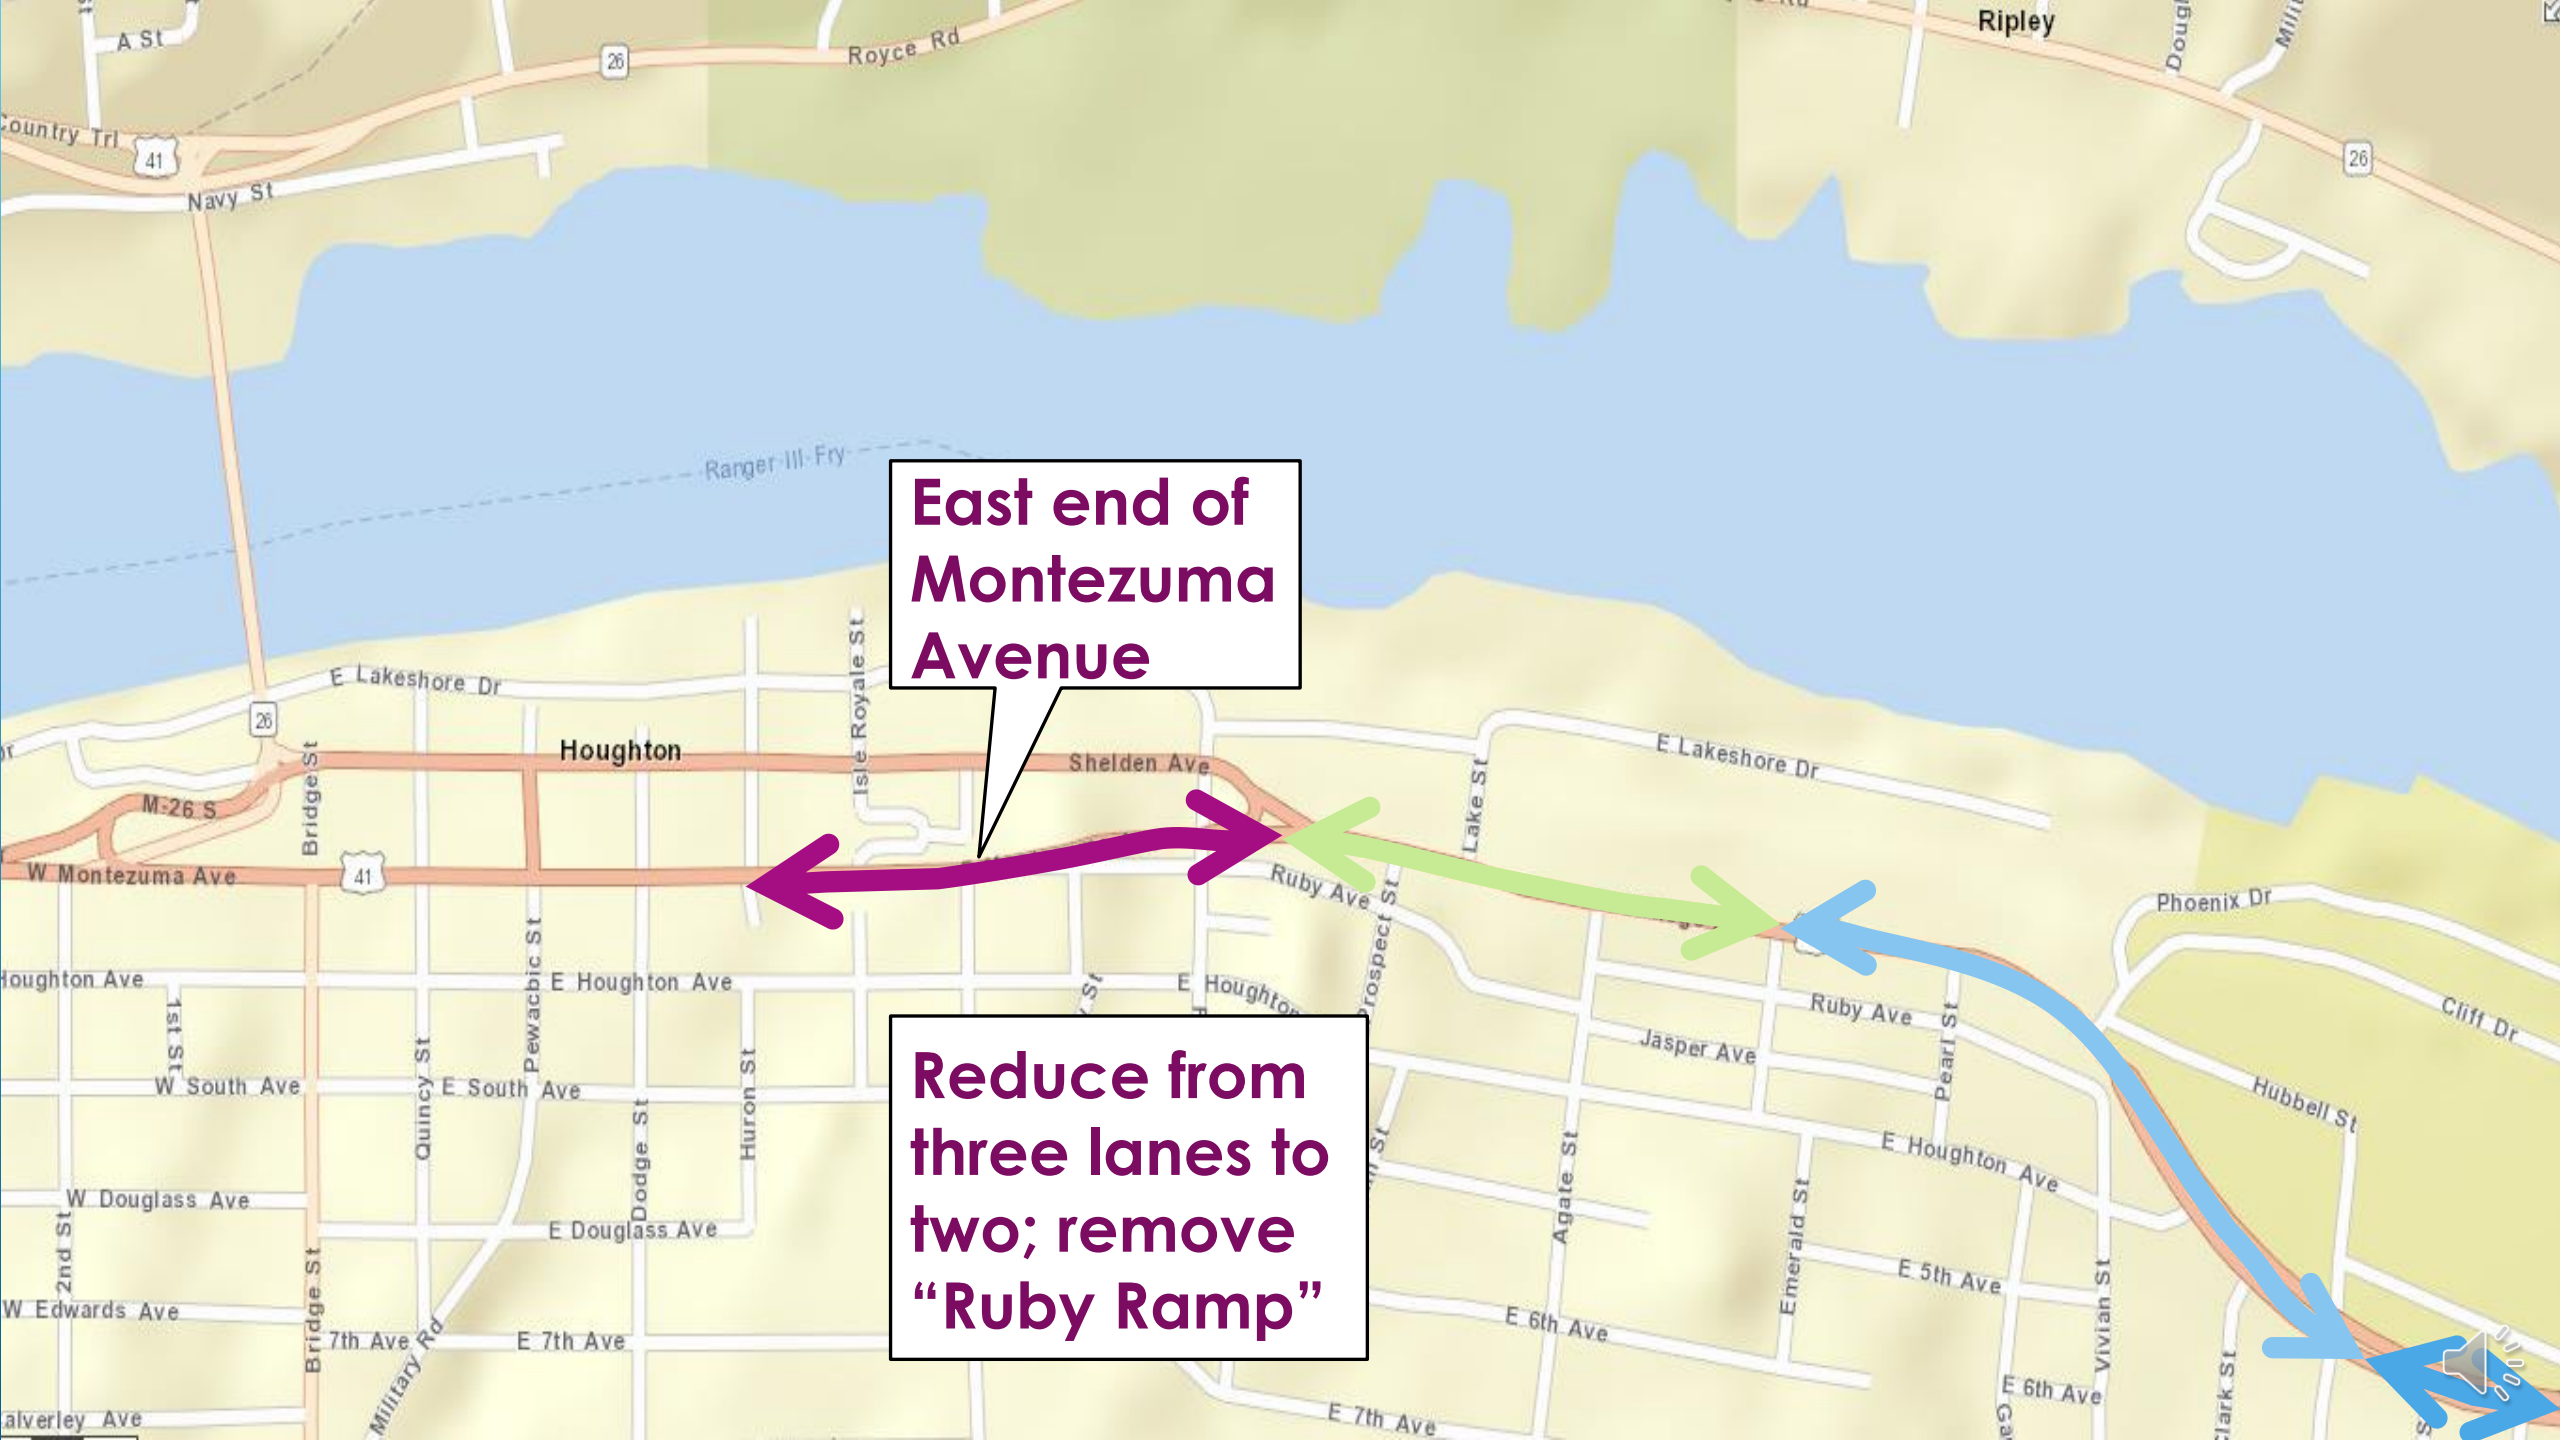 A St
Royce Rd
26
Ripley
Country Trl
41
Navy St
26
Ranger III Fry
East end of
Montezuma
Avenue
E Lakeshore Dr
Isle Royale St
26
Bridge St
Houghton
Shelden Ave
E Lakeshore Dr
Lake St
M-26 S
W Montezuma Ave
41
Ruby Ave
Prospect St
Phoenix Dr
Houghton Ave
1st St
Pewacbic St
E Houghton Ave
E Houghton
Ruby Ave
Pearl St
Cliff Dr
Jasper Ave
Hubbell St
W South Ave
Quincy St
E South Ave
Dodge St
Huron St
Reduce from
three lanes to
two; remove
“Ruby Ramp”
Agate St
E Houghton Ave
W Douglass Ave
2nd St
E Douglass Ave
Emerald St
E 5th Ave
Vivian St
W Edwards Ave
Bridge St
7th Ave
Military Rd
E 7th Ave
E 6th Ave
E 6th Ave
E 7th Ave